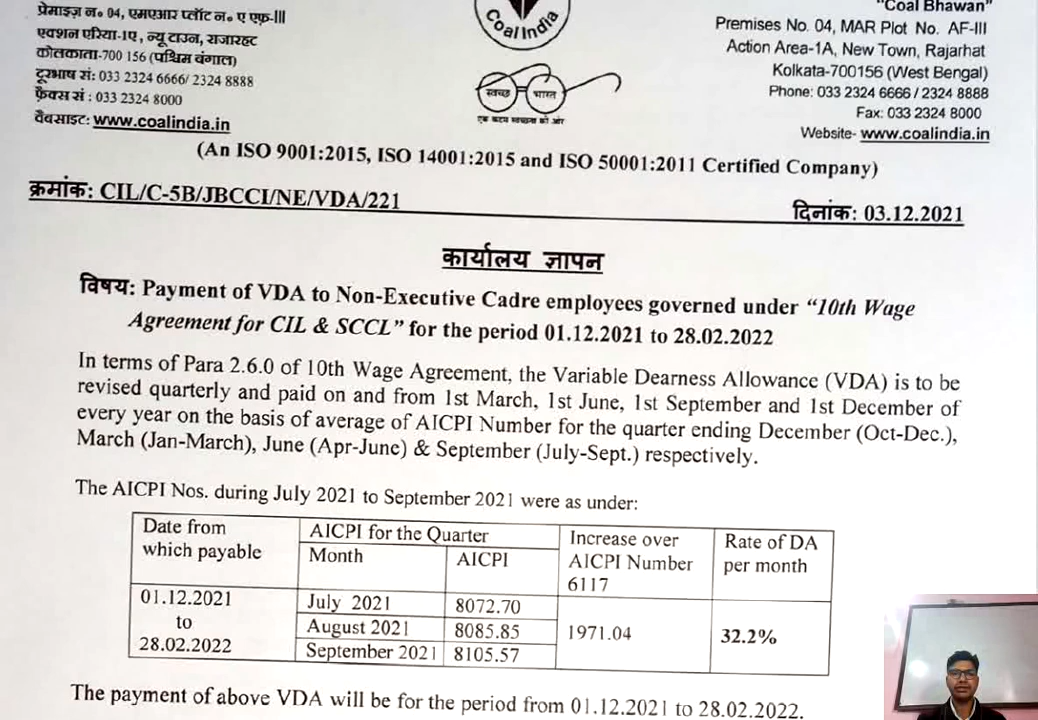 प्रेमाइज़ न० 04, एमएआर प्लॉट न० ए एफ़-III
एक्शन एरिया-1ए, न्यू टाउन, राजारहट
कोलकाता-700 156 (पश्चिम बंगाल)
दूरभाष सं: 033 2324 6666/ 2324 8888
फ़ैक्स सं : 033 2324 8000
वैबसाइट: www.coalindia.in
Coal India
स्वच्छ भारत
एक कदम स्वच्छता की ओर
"Coal Bhawan"
Premises No. 04, MAR Plot No. AF-III
Action Area-1A, New Town, Rajarhat
Kolkata-700156 (West Bengal)
Phone: 033 2324 6666 / 2324 8888
Fax: 033 2324 8000
Website- www.coalindia.in
(An ISO 9001:2015, ISO 14001:2015 and ISO 50001:2011 Certified Company)
क्रमांक: CIL/C-5B/JBCCI/NE/VDA/221
दिनांक: 03.12.2021
कार्यालय ज्ञापन
विषय: Payment of VDA to Non-Executive Cadre employees governed under “10th Wage
Agreement for CIL & SCCL” for the period 01.12.2021 to 28.02.2022
In terms of Para 2.6.0 of 10th Wage Agreement, the Variable Dearness Allowance (VDA) is to be
revised quarterly and paid on and from 1st March, 1st June, 1st September and 1st December of
every year on the basis of average of AICPI Number for the quarter ending December (Oct-Dec.),
March (Jan-March), June (Apr-June) & September (July-Sept.) respectively.
The AICPI Nos. during July 2021 to September 2021 were as under:
Date from
which payable
AICPI for the Quarter
Month AICPI
Increase over
AICPI Number
6117
Rate of DA
per month
01.12.2021
to
28.02.2022
July 2021 8072.70
August 2021 8085.85
September 2021 8105.57
1971.04
32.2%
The payment of above VDA will be for the period from 01.12.2021 to 28.02.2022.